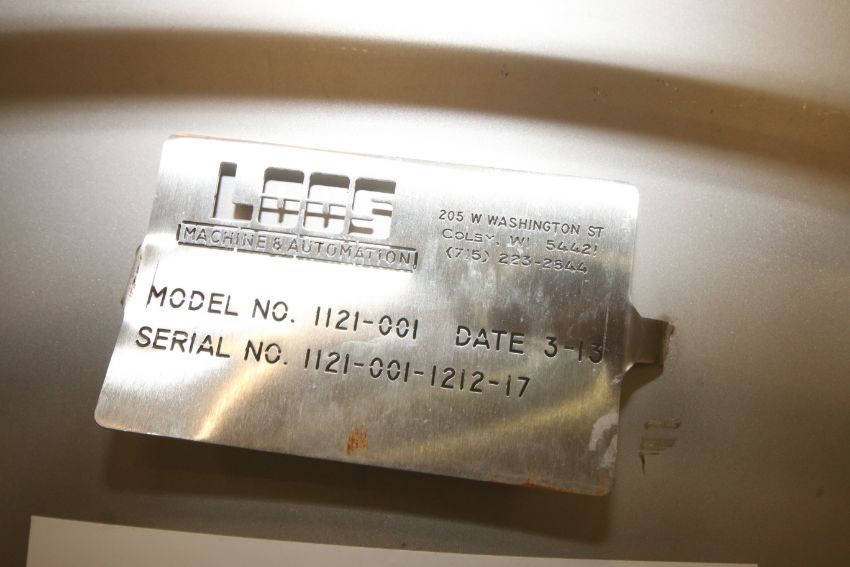 LOOS
MACHINE & AUTOMATION
205 W WASHINGTON ST
COLBY, WI 54421
(715) 223-2844
MODEL NO. 1121-001 DATE 3-13
SERIAL NO. 1121-001-1212-17